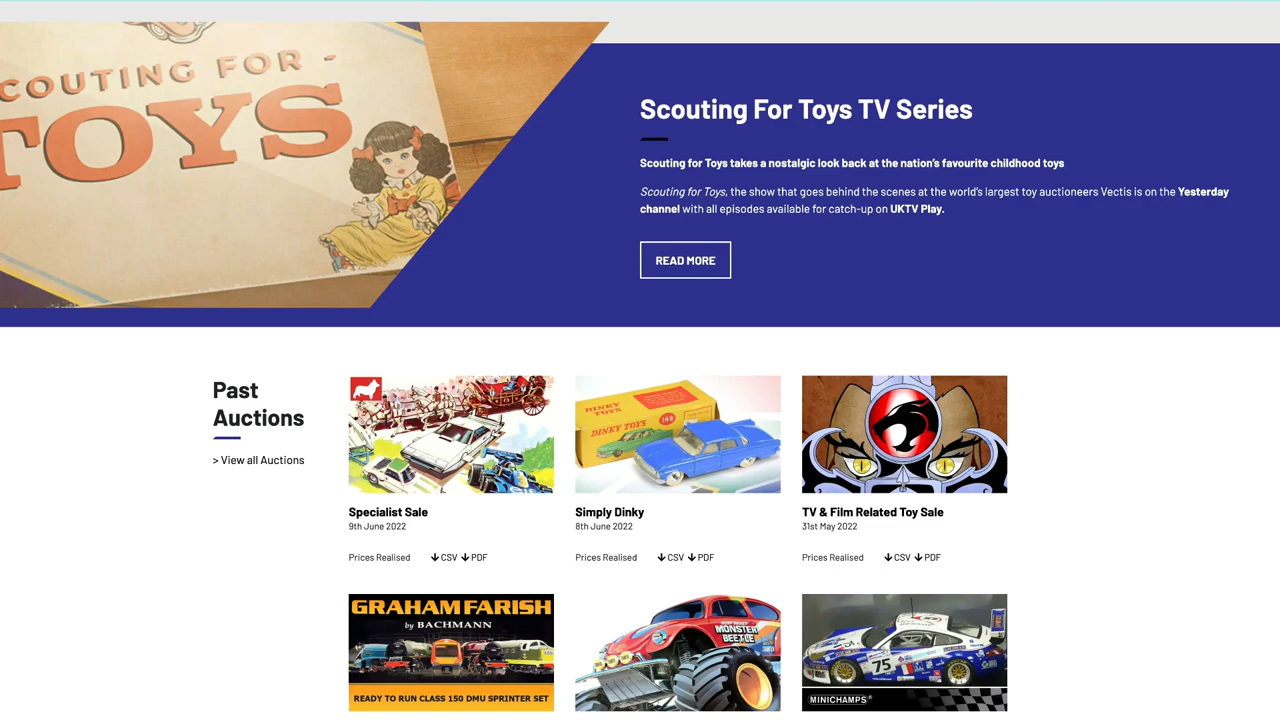 SCOUTING FOR -
TOYS
Scouting For Toys TV Series
Scouting for Toys takes a nostalgic look back at the nation's favourite childhood toys
Scouting for Toys, the show that goes behind the scenes at the world's largest toy auctioneers Vectis is on the Yesterday
channel with all episodes available for catch-up on UKTV Play.
READ MORE
Past
Auctions
> View all Auctions
DINKY
TOYS
148
DINKY TOYS
Specialist Sale
9th June 2022
Prices Realised CSV PDF
Simply Dinky
8th June 2022
Prices Realised CSV PDF
TV & Film Related Toy Sale
31st May 2022
Prices Realised CSV PDF
GRAHAM FARISH
by BACHMANN
READY TO RUN CLASS 150 DMU SPRINTER SET
MONSTER
BEETLE
75
MINICHAMPS®